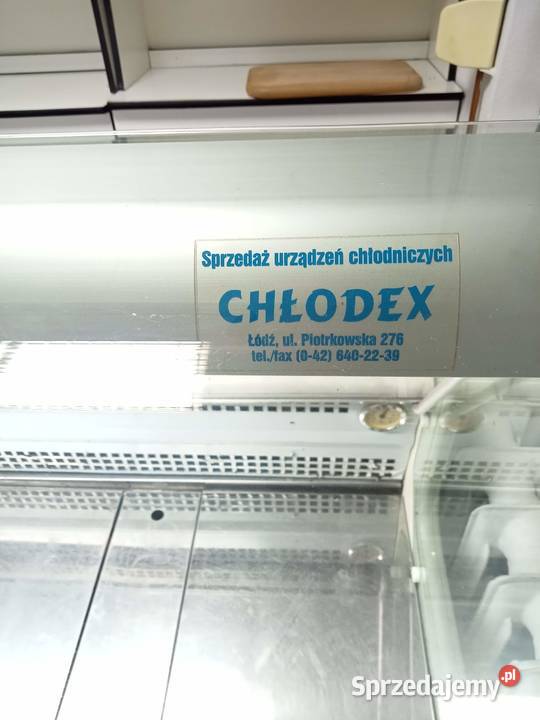 Sprzedaż urządzeń chłodniczych
CHŁODEX
Łódź, ul. Piotrkowska 276
tel./fax (0-42) 640-22-39
Sprzedajemy.pl